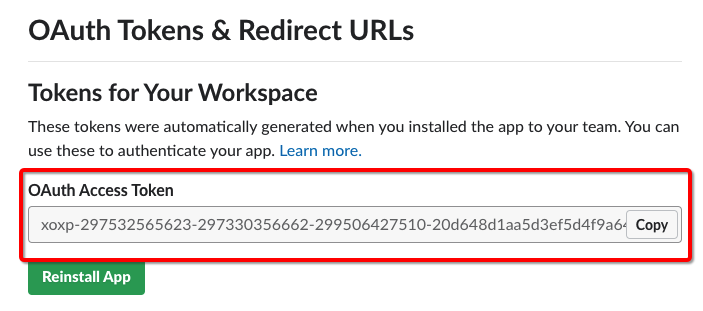 OAuth Tokens & Redirect URLs
Tokens for Your Workspace
These tokens were automatically generated when you installed the app to your team. You can
use these to authenticate your app. Learn more.
OAuth Access Token
xoxp-297532565623-297330356662-299506427510-20d648d1aa5d3ef5d4f9a64 Copy
Reinstall App